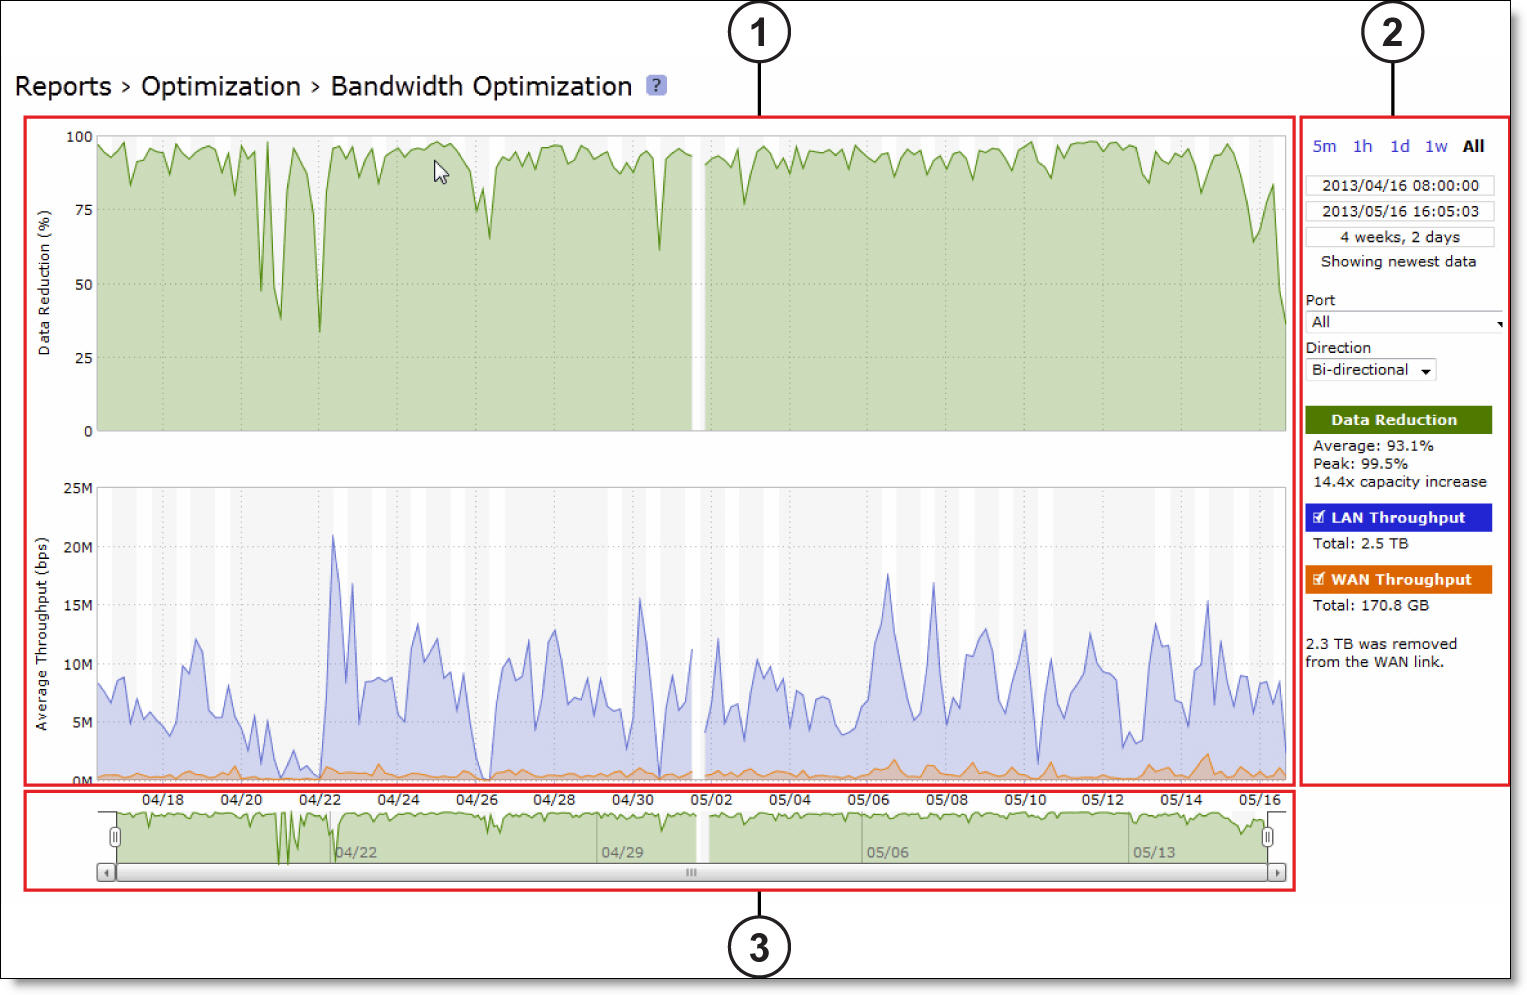 1
2
Reports › Optimization › Bandwidth Optimization ?
100
75
50
25
0
Data Reduction (%)
25M
20M
15M
10M
5M
0M
Average Throughput (bps)
04/18 04/20 04/22 04/24 04/26 04/28 04/30 05/02 05/04 05/06 05/08 05/10 05/12 05/14 05/16
04/22 04/29 05/06 05/13
3
5m 1h 1d 1w All
2013/04/16 08:00:00
2013/05/16 16:05:03
4 weeks, 2 days
Showing newest data
Port
All
Direction
Bi-directional
Data Reduction
Average: 93.1%
Peak: 99.5%
14.4x capacity increase
LAN Throughput
Total: 2.5 TB
WAN Throughput
Total: 170.8 GB
2.3 TB was removed
from the WAN link.